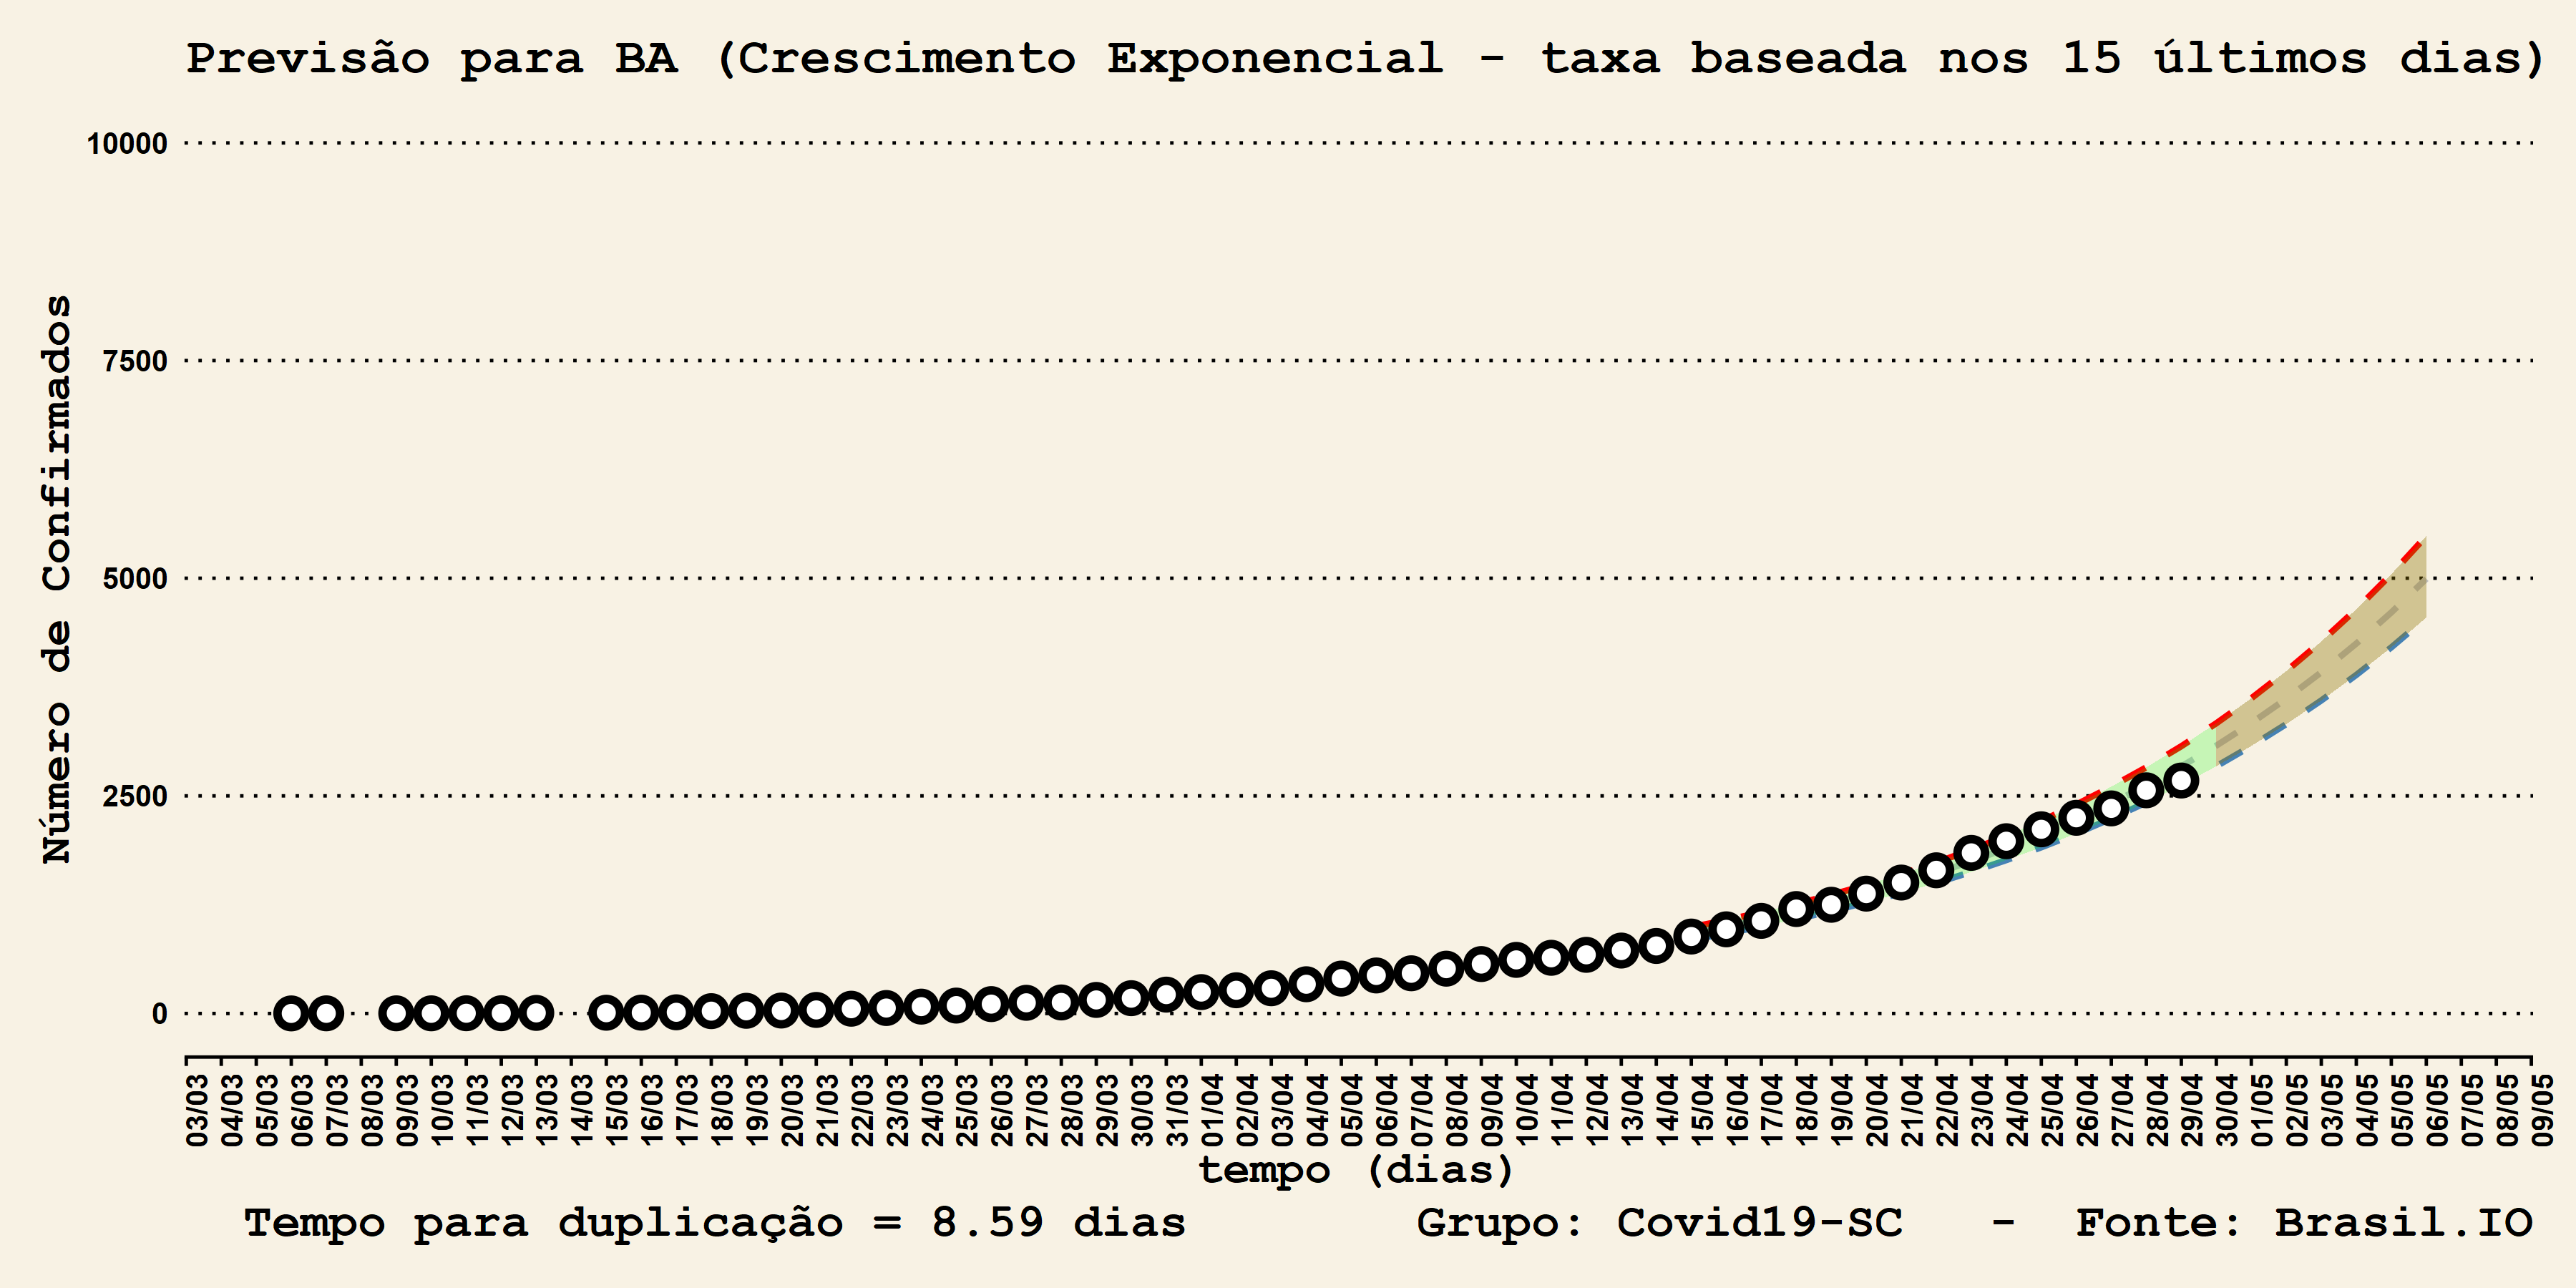 Previsão para BA (Crescimento Exponencial - taxa baseada nos 15 últimos dias)
Número de Confirmados
10000
7500
5000
2500
0
03/03 04/03 05/03 06/03 07/03 08/03 09/03 10/03 11/03 12/03 13/03 14/03 15/03 16/03 17/03 18/03 19/03 20/03 21/03 22/03 23/03 24/03 25/03 26/03 27/03 28/03 29/03 30/03 31/03 01/04 02/04 03/04 04/04 05/04 06/04 07/04 08/04 09/04 10/04 11/04 12/04 13/04 14/04 15/04 16/04 17/04 18/04 19/04 20/04 21/04 22/04 23/04 24/04 25/04 26/04 27/04 28/04 29/04 30/04 01/05 02/05 03/05 04/05 05/05 06/05 07/05 08/05 09/05
tempo (dias)
Tempo para duplicação = 8.59 dias Grupo: Covid19-SC - Fonte: Brasil.IO